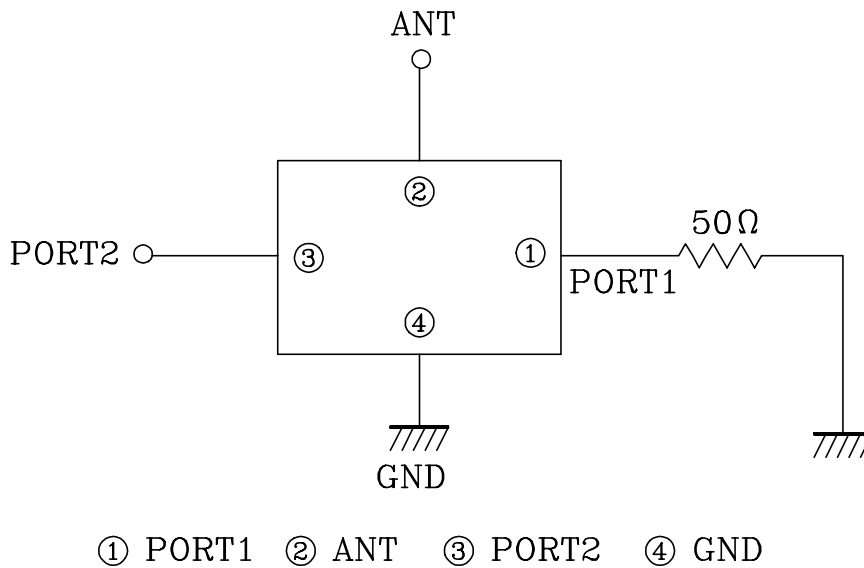 ANT
②
50Ω
PORT2 ③ ①
PORT1
④
GND
① PORT1 ② ANT ③ PORT2 ④ GND